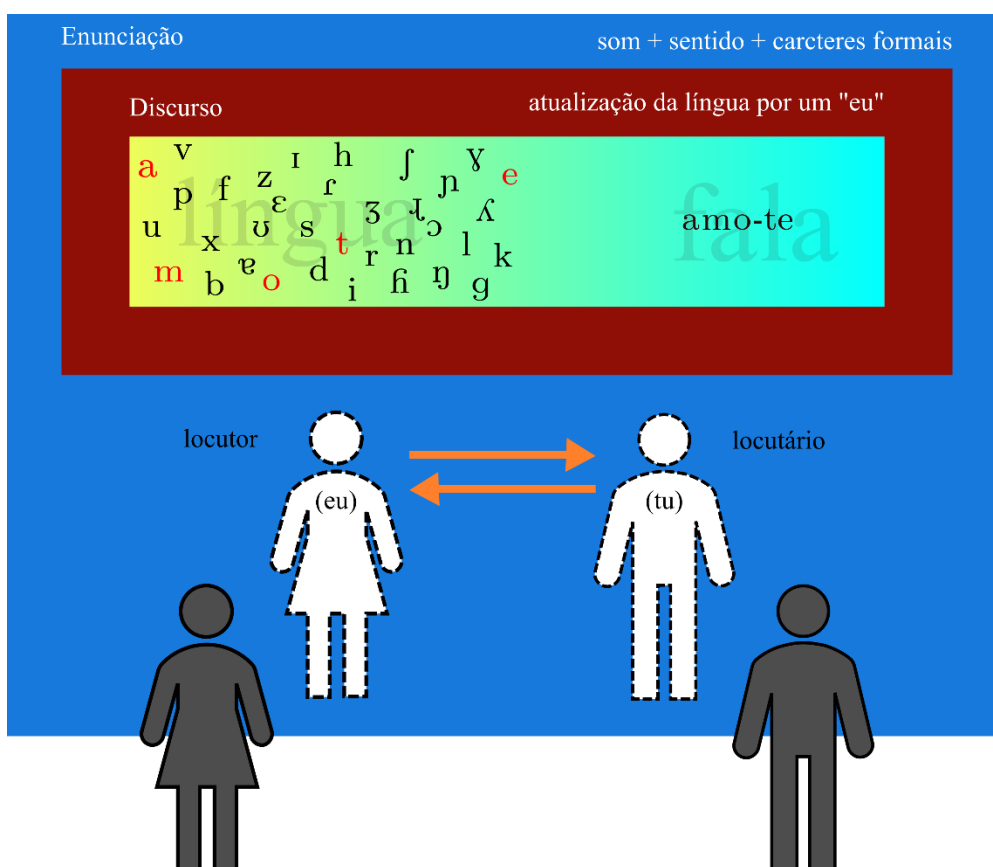 Enunciação
som + sentido + carcteres formais
Discurso
atualização da língua por um "eu"
a v z ɪ h ʃ ɣ e
p f ɛ ɾ ʒ ɻ ɲ ʎ
u x ʊ s t r n ɔ l k
m b ɐ o d i ɦ ŋ g
língua
amo-te
fala
locutor
locutário
(eu)
(tu)